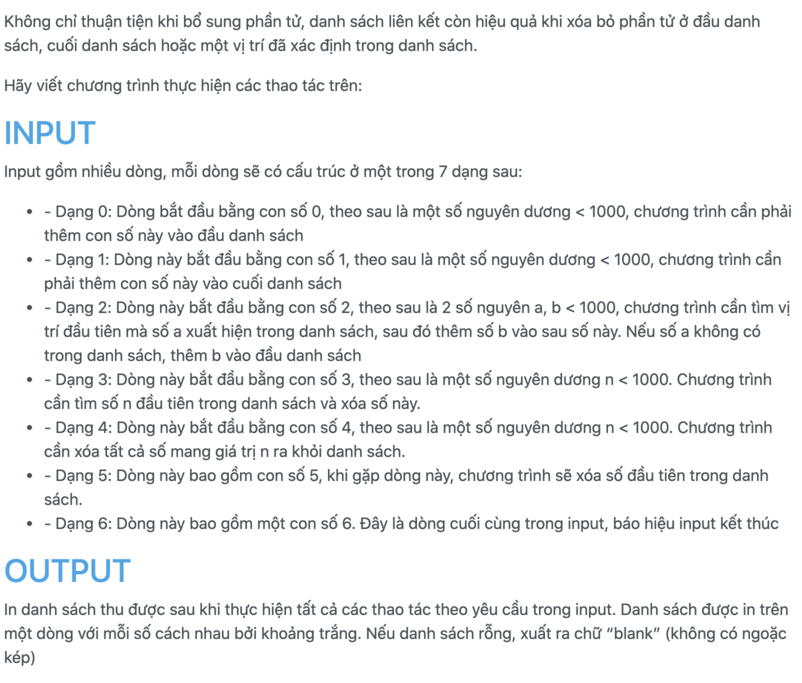 Không chỉ thuận tiện khi bổ sung phần tử, danh sách liên kết còn hiệu quả khi xóa bỏ phần tử ở đầu danh
sách, cuối danh sách hoặc một vị trí đã xác định trong danh sách.
Hãy viết chương trình thực hiện các thao tác trên:
INPUT
Input gồm nhiều dòng, mỗi dòng sẽ có cấu trúc ở một trong 7 dạng sau:
• - Dạng 0: Dòng bắt đầu bằng con số 0, theo sau là một số nguyên dương < 1000, chương trình cần phải
thêm con số này vào đầu danh sách
• - Dạng 1: Dòng này bắt đầu bằng con số 1, theo sau là một số nguyên dương < 1000, chương trình cần
phải thêm con số này vào cuối danh sách
• - Dạng 2: Dòng này bắt đầu bằng con số 2, theo sau là 2 số nguyên a, b < 1000, chương trình cần tìm vị
trí đầu tiên mà số a xuất hiện trong danh sách, sau đó thêm số b vào sau số này. Nếu số a không có
trong danh sách, thêm b vào đầu danh sách
• - Dạng 3: Dòng này bắt đầu bằng con số 3, theo sau là một số nguyên dương n < 1000. Chương trình
cần tìm số n đầu tiên trong danh sách và xóa số này.
• - Dạng 4: Dòng này bắt đầu bằng con số 4, theo sau là một số nguyên dương n < 1000. Chương trình
cần xóa tất cả số mang giá trị n ra khỏi danh sách.
• - Dạng 5: Dòng này bao gồm con số 5, khi gặp dòng này, chương trình sẽ xóa số đầu tiên trong danh
sách.
• - Dạng 6: Dòng này bao gồm một con số 6. Đây là dòng cuối cùng trong input, báo hiệu input kết thúc
OUTPUT
In danh sách thu được sau khi thực hiện tất cả các thao tác theo yêu cầu trong input. Danh sách được in trên
một dòng với mỗi số cách nhau bởi khoảng trắng. Nếu danh sách rỗng, xuất ra chữ “blank” (không có ngoặc
kép)